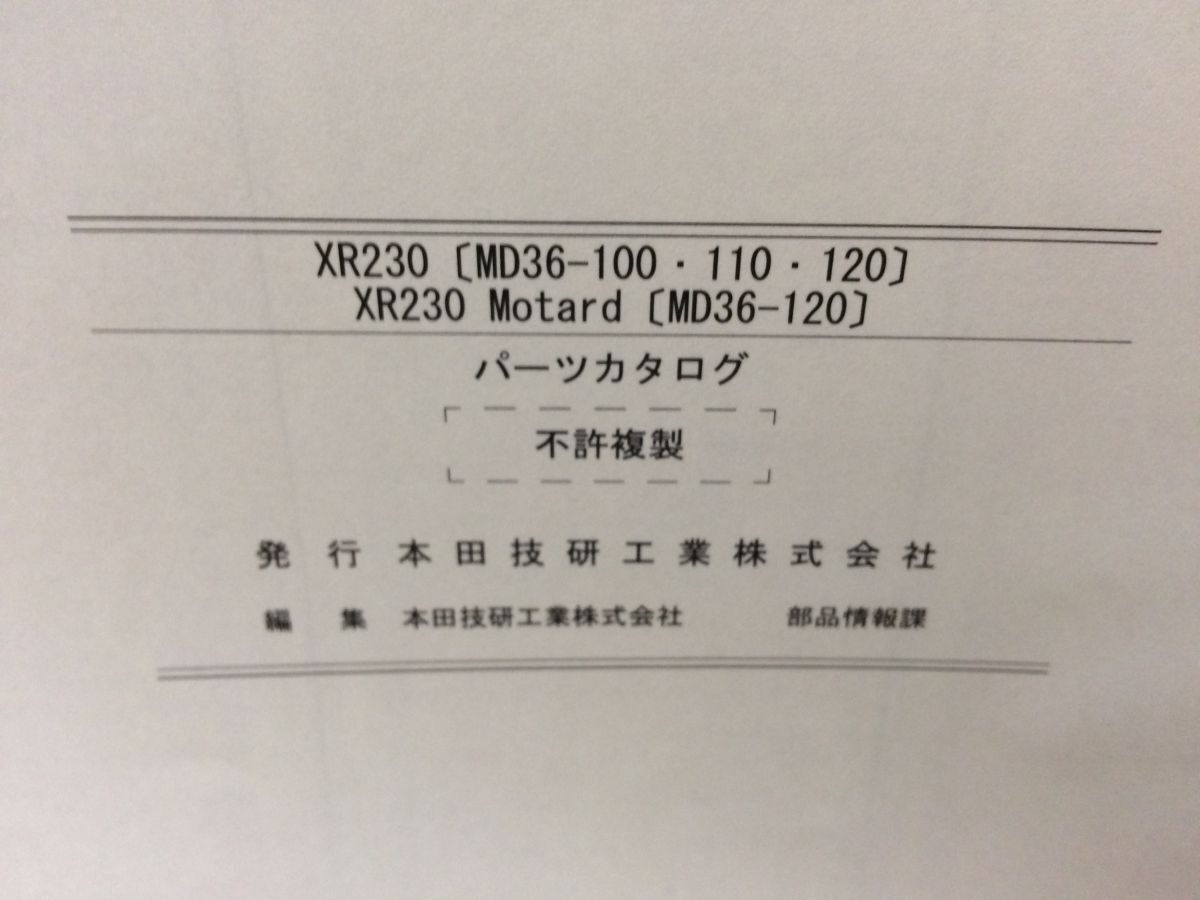 XR230〔MD36-100・110・120〕
XR230 Motard〔MD36-120〕
パーツカタログ
不許複製
発 行 本田技研工業株式会社
編 集 本田技研工業株式会社 部品情報課